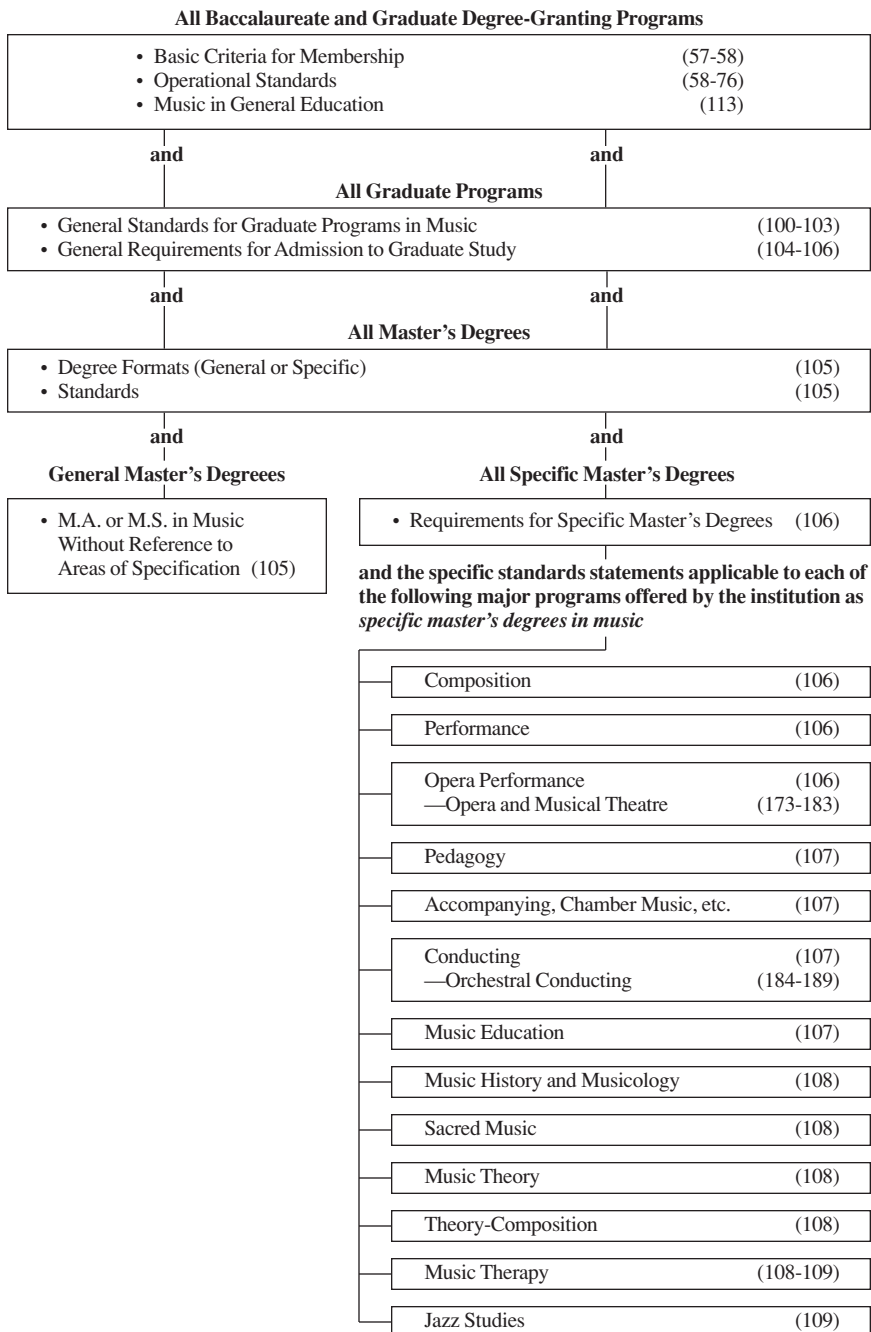 All Baccalaureate and Graduate Degree-Granting Programs
• Basic Criteria for Membership (57-58)
• Operational Standards (58-76)
• Music in General Education (113)
and and
All Graduate Programs
• General Standards for Graduate Programs in Music (100-103)
• General Requirements for Admission to Graduate Study (104-106)
and and
All Master’s Degrees
• Degree Formats (General or Specific) (105)
• Standards (105)
and and
General Master’s Degreees
• M.A. or M.S. in Music
Without Reference to
Areas of Specification (105)
All Specific Master’s Degrees
• Requirements for Specific Master’s Degrees (106)
and the specific standards statements applicable to each of
the following major programs offered by the institution as
specific master’s degrees in music
Composition (106)
Performance (106)
Opera Performance (106)
—Opera and Musical Theatre (173-183)
Pedagogy (107)
Accompanying, Chamber Music, etc. (107)
Conducting (107)
—Orchestral Conducting (184-189)
Music Education (107)
Music History and Musicology (108)
Sacred Music (108)
Music Theory (108)
Theory-Composition (108)
Music Therapy (108-109)
Jazz Studies (109)